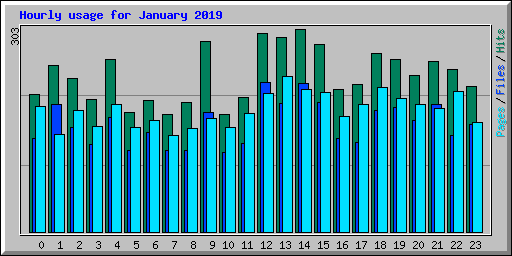 Hourly usage for January 2019
303
Pages / Files / Hits
0 1 2 3 4 5 6 7 8 9 10 11 12 13 14 15 16 17 18 19 20 21 22 23